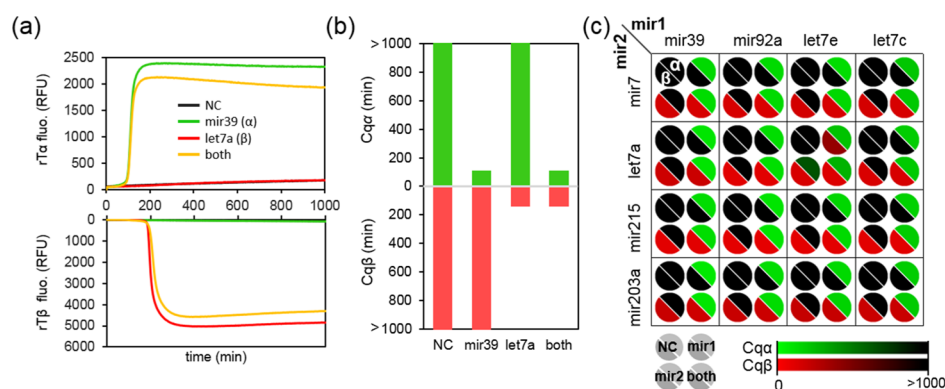 (a)
rTα fluo. (RFU)
2500
2000
1500
1000
500
0
NC
mir39 (α)
let7a (β)
both
0 200 400 600 800 1000
rTβ fluo. (RFU)
0
1000
2000
3000
4000
5000
6000
time (min)
(b)
Cqα (min)
>1000
800
600
400
200
0
Cqβ (min)
200
400
600
800
>1000
NC mir39 let7a both
(c)
mir1
mir2
mir39 mir92a let7e let7c
mir7
α
β
let7a
mir215
mir203a
NC mir1
mir2 both
Cqα
Cqβ
0 >1000